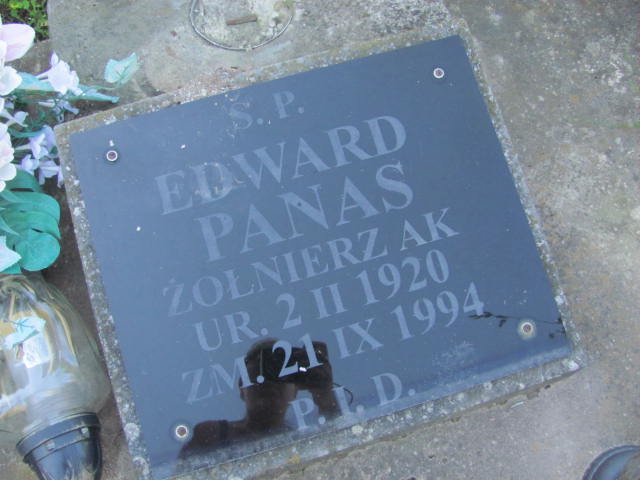 Ś. P.
EDWARD
PANAS
ŻOŁNIERZ AK
UR. 2 II 1920
ZM. 21 IX 1994
P. I. D.